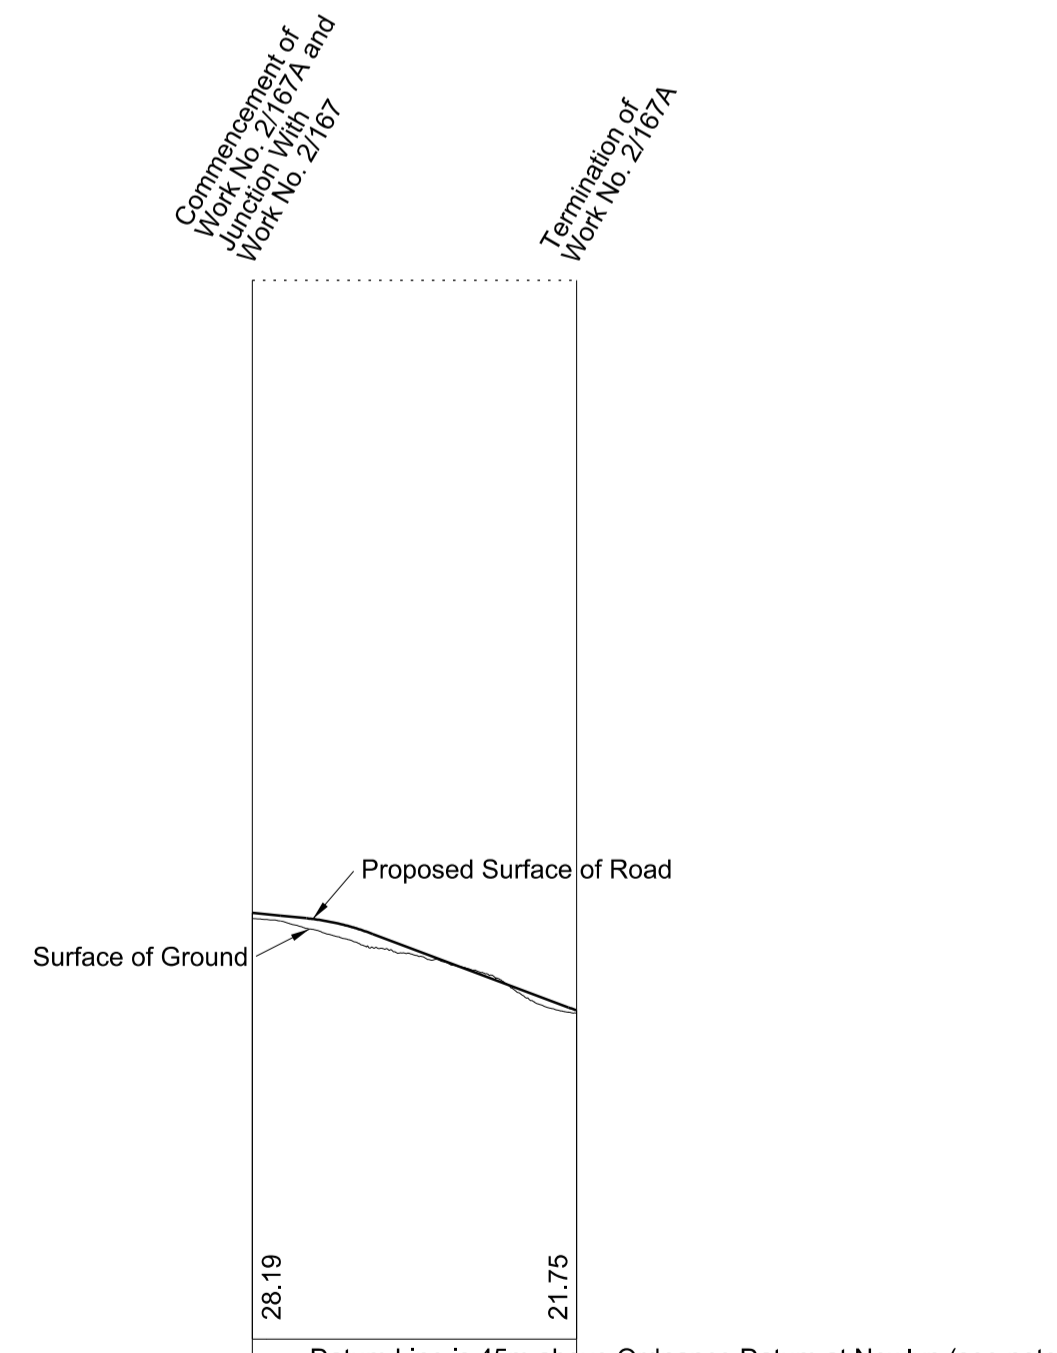 Commencement of
Work No. 2/167A and
Junction With
Work No. 2/167
Termination of
Work No. 2/167A
Proposed Surface of Road
Surface of Ground
28.19
21.75